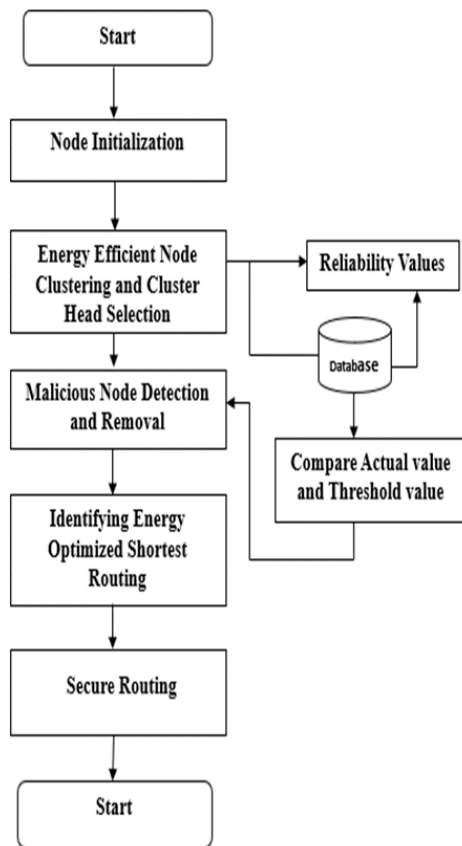 Start
Node Initialization
Energy Efficient Node
Clustering and Cluster
Head Selection
Reliability Values
Database
Malicious Node Detection
and Removal
Compare Actual value
and Threshold value
Identifying Energy
Optimized Shortest
Routing
Secure Routing
Start